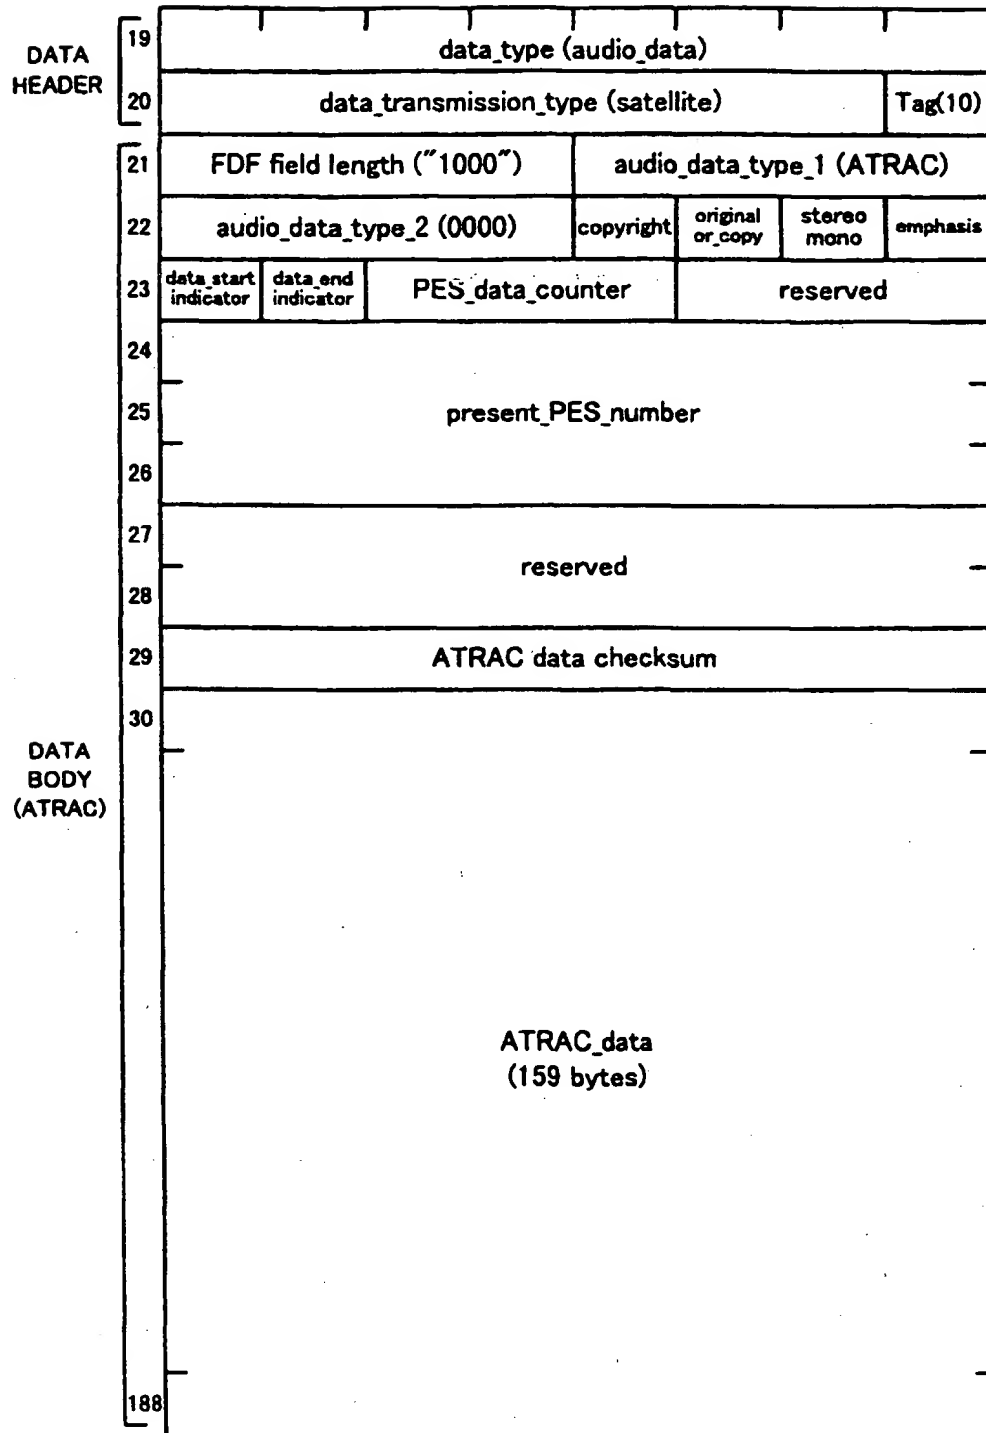 DATA
HEADER
19
data_type (audio_data)
20
data_transmission_type (satellite)
Tag(10)
21
FDF field length ("1000")
audio_data_type_1 (ATRAC)
22
audio_data_type_2 (0000)
copyright
original
or_copy
stereo
mono
emphasis
23
data_start
indicator
data_end
indicator
PES_data_counter
reserved
24
25
present_PES_number
26
27
reserved
28
29
ATRAC data checksum
30
DATA
BODY
(ATRAC)
ATRAC_data
(159 bytes)
188